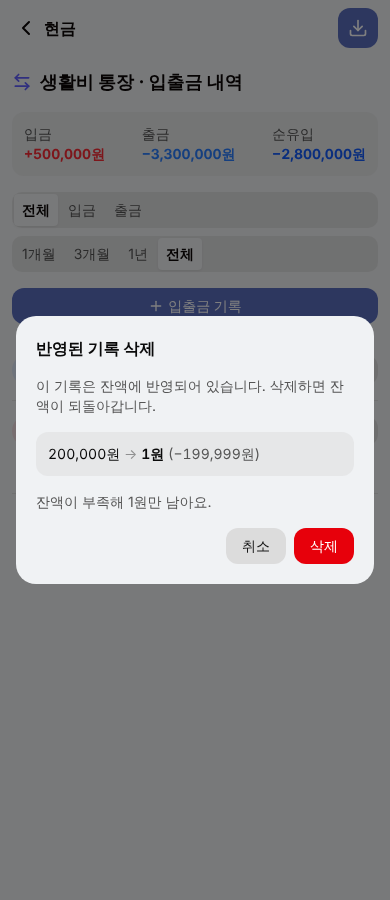 현금
생활비 통장 · 입출금 내역
입금 출금 순유입
+500,000원 −3,300,000원 −2,800,000원
전체 입금 출금
1개월 3개월 1년 전체
+ 입출금 기록
반영된 기록 삭제
이 기록은 잔액에 반영되어 있습니다. 삭제하면 잔
액이 되돌아갑니다.
200,000원 → 1원 (−199,999원)
잔액이 부족해 1원만 남아요.
취소 삭제